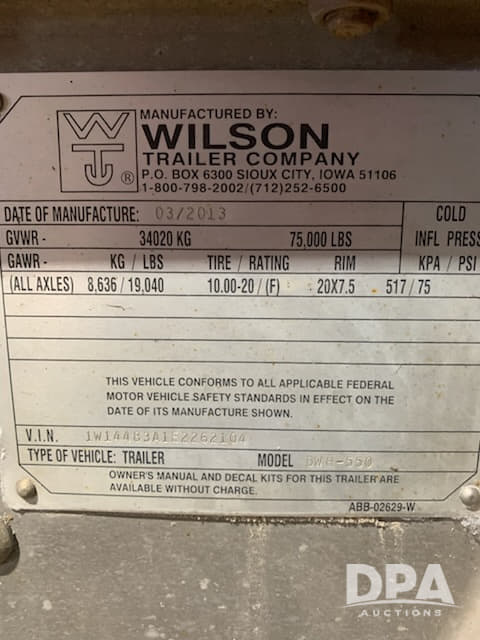 MANUFACTURED BY:
WILSON
TRAILER COMPANY
P.O. BOX 6300 SIOUX CITY, IOWA 51106
1-800-798-2002/(712)252-6500
®
DATE OF MANUFACTURE: 03/2013 COLD
GVWR - 34020 KG 75,000 LBS INFL PRESS
GAWR - KG / LBS TIRE / RATING RIM KPA / PSI
(ALL AXLES) 8,636 / 19,040 10.00-20 / (F) 20X7.5 517 / 75
THIS VEHICLE CONFORMS TO ALL APPLICABLE FEDERAL
MOTOR VEHICLE SAFETY STANDARDS IN EFFECT ON THE
DATE OF ITS MANUFACTURE SHOWN.
V.I.N.
TYPE OF VEHICLE: TRAILER MODEL
OWNER'S MANUAL AND DECAL KITS FOR THIS TRAILER ARE
AVAILABLE WITHOUT CHARGE.
ABB-02629-W
DPA
AUCTIONS